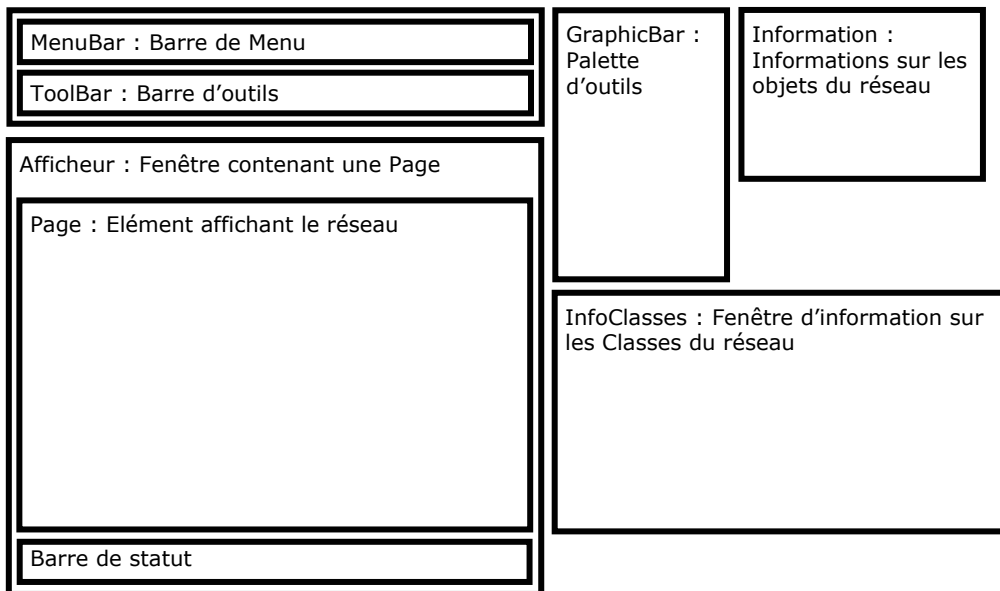 MenuBar : Barre de Menu
ToolBar : Barre d’outils
Afficheur : Fenêtre contenant une Page
Page : Elément affichant le réseau
Barre de statut
GraphicBar :
Palette
d’outils
Information :
Informations sur les
objets du réseau
InfoClasses : Fenêtre d’information sur
les Classes du réseau